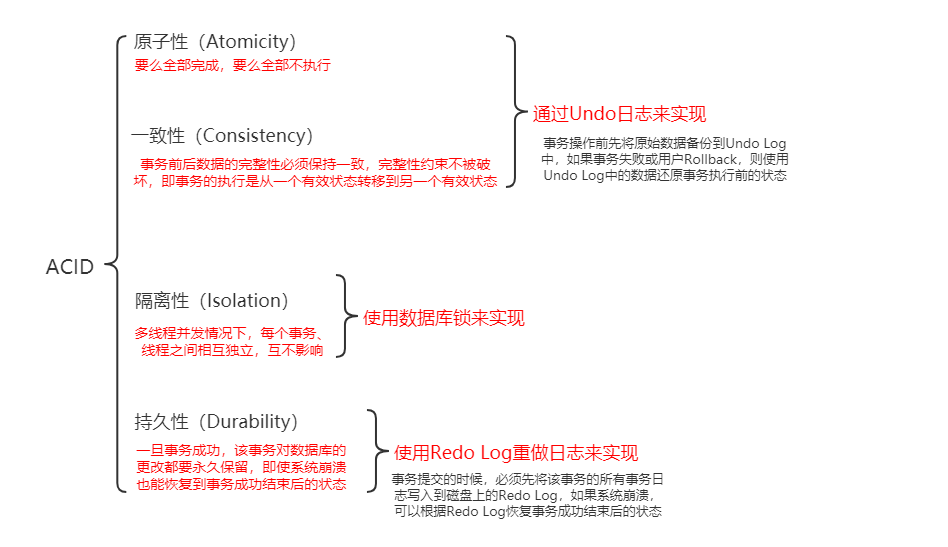 原子性（Atomicity）
要么全部完成，要么全部不执行
通过Undo日志来实现
一致性（Consistency）
事务操作前先将原始数据备份到Undo Log
中，如果事务失败或用户Rollback，则使用
Undo Log中的数据还原事务执行前的状态
事务前后数据的完整性必须保持一致，完整性约束不被破
坏，即事务的执行是从一个有效状态转移到另一个有效状态
ACID
隔离性（Isolation）
使用数据库锁来实现
多线程并发情况下，每个事务、
线程之间相互独立，互不影响
持久性（Durability）
一旦事务成功，该事务对数据库的
更改都要永久保留，即使系统崩溃
也能恢复到事务成功结束后的状态
使用Redo Log重做日志来实现
事务提交的时候，必须先将该事务的所有事务日
志写入到磁盘上的Redo Log，如果系统崩溃，
可以根据Redo Log恢复事务成功结束后的状态